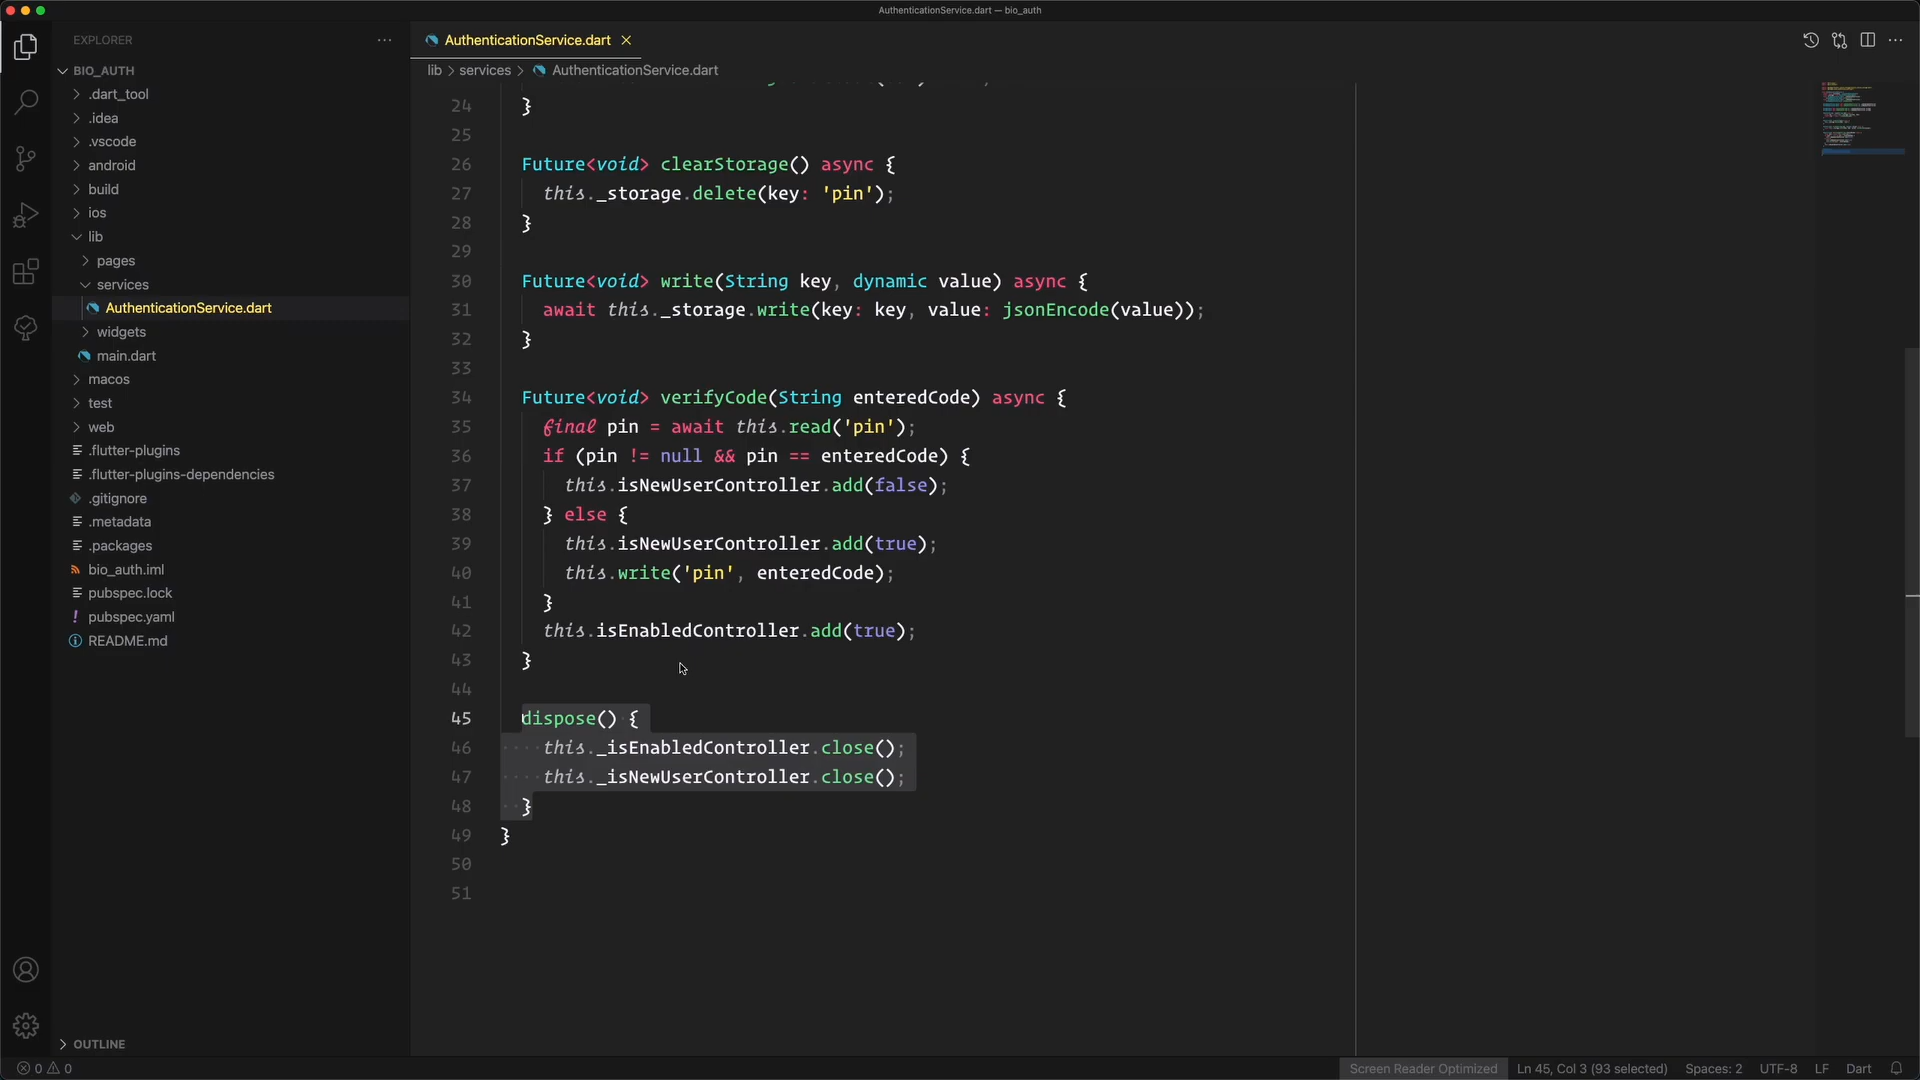 AuthenticationService.dart — bio_auth
EXPLORER
BIO_AUTH
.dart_tool
.idea
.vscode
android
build
ios
lib
pages
services
AuthenticationService.dart
widgets
main.dart
macos
test
web
.flutter-plugins
.flutter-plugins-dependencies
.gitignore
.metadata
.packages
bio_auth.iml
pubspec.lock
pubspec.yaml
README.md
OUTLINE
AuthenticationService.dart
lib > services > AuthenticationService.dart
24 }
25
26 Future<void> clearStorage() async {
27 this._storage.delete(key: 'pin');
28 }
29
30 Future<void> write(String key, dynamic value) async {
31 await this._storage.write(key: key, value: jsonEncode(value));
32 }
33
34 Future<void> verifyCode(String enteredCode) async {
35 final pin = await this.read('pin');
36 if (pin != null && pin == enteredCode) {
37 this.isNewUserController.add(false);
38 } else {
39 this.isNewUserController.add(true);
40 this.write('pin', enteredCode);
41 }
42 this.isEnabledController.add(true);
43 }
44
45 dispose() {
46 this._isEnabledController.close();
47 this._isNewUserController.close();
48 }
49 }
50
51
0 0
Screen Reader Optimized Ln 45, Col 3 (93 selected) Spaces: 2 UTF-8 LF Dart